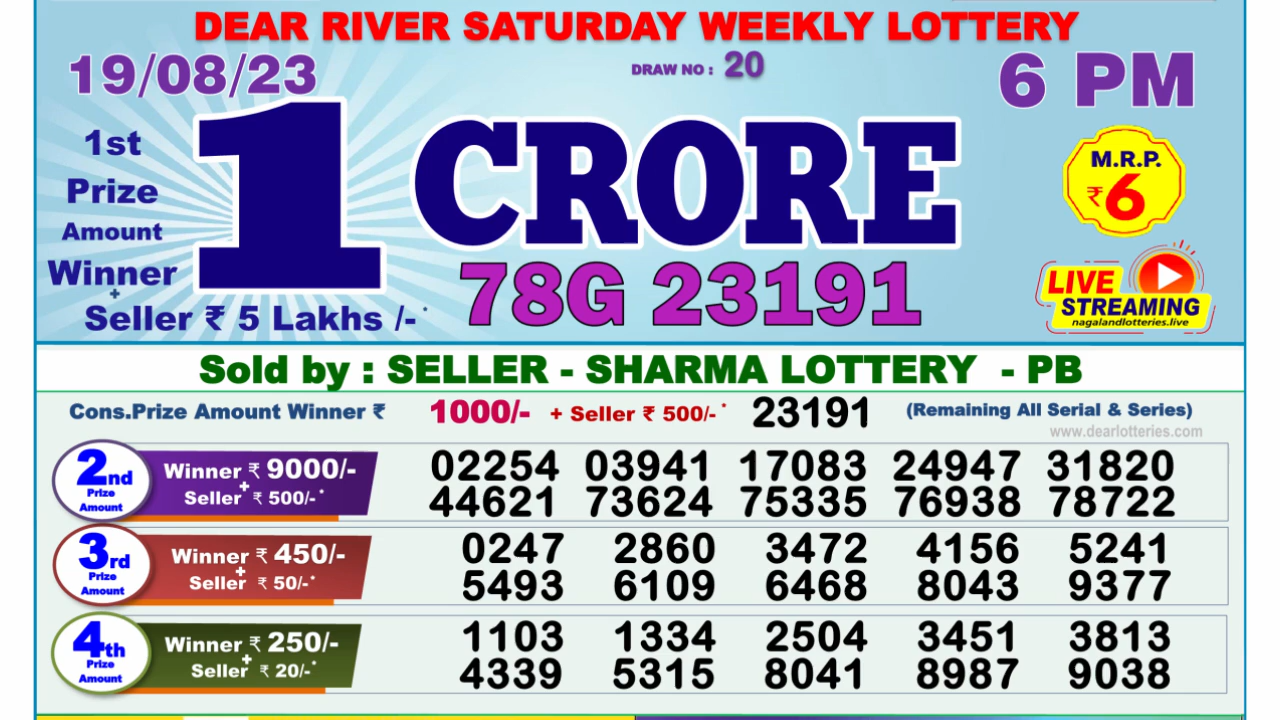 DEAR RIVER SATURDAY WEEKLY LOTTERY
19/08/23
DRAW NO : 20
6 PM
1st
Prize
Amount
Winner
+
Seller ₹ 5 Lakhs /-*
1 CRORE
78G 23191
M.R.P.
₹6
LIVE
STREAMING
nagalandlotteries.live
Sold by : SELLER - SHARMA LOTTERY - PB
Cons.Prize Amount Winner ₹ 1000/- + Seller ₹ 500/-* 23191 (Remaining All Serial & Series)
www.dearlotteries.com
2nd
Prize
Amount
Winner ₹ 9000/-
+
Seller ₹ 500/-*
02254 03941 17083 24947 31820
44621 73624 75335 76938 78722
3rd
Prize
Amount
Winner ₹ 450/-
+
Seller ₹ 50/-*
0247 2860 3472 4156 5241
5493 6109 6468 8043 9377
4th
Prize
Amount
Winner ₹ 250/-
+
Seller ₹ 20/-*
1103 1334 2504 3451 3813
4339 5315 8041 8987 9038